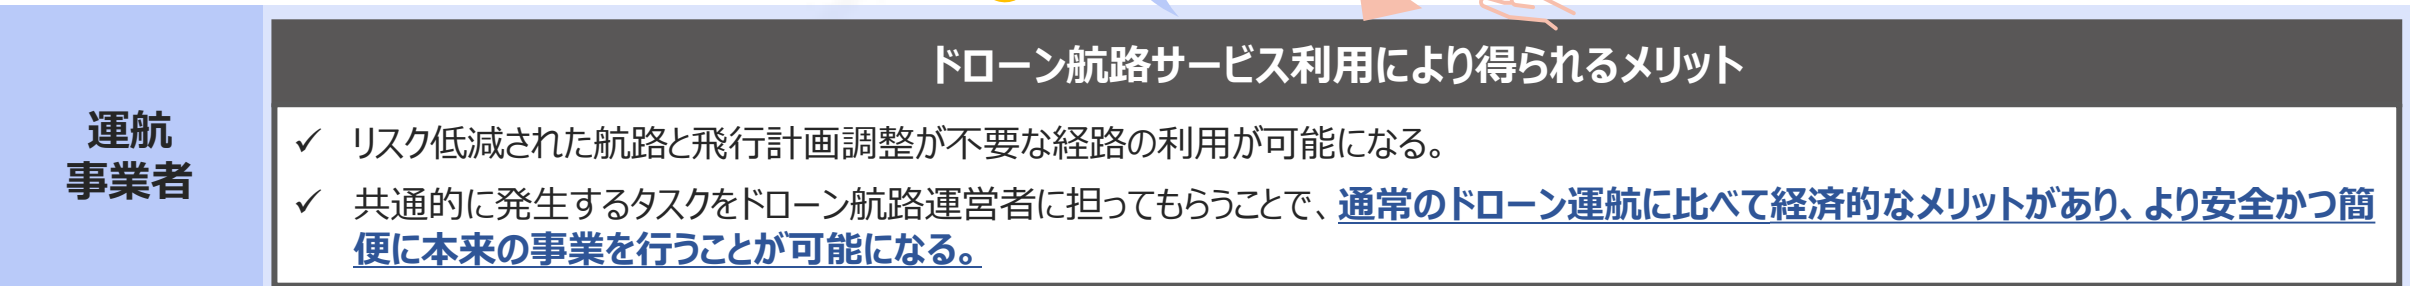 ドローン航路サービス利用により得られるメリット
運航
事業者
✓ リスク低減された航路と飛行計画調整が不要な経路の利用が可能になる。
✓ 共通的に発生するタスクをドローン航路運営者に担ってもらうことで、通常のドローン運航に比べて経済的なメリットがあり、より安全かつ簡
便に本来の事業を行うことが可能になる。